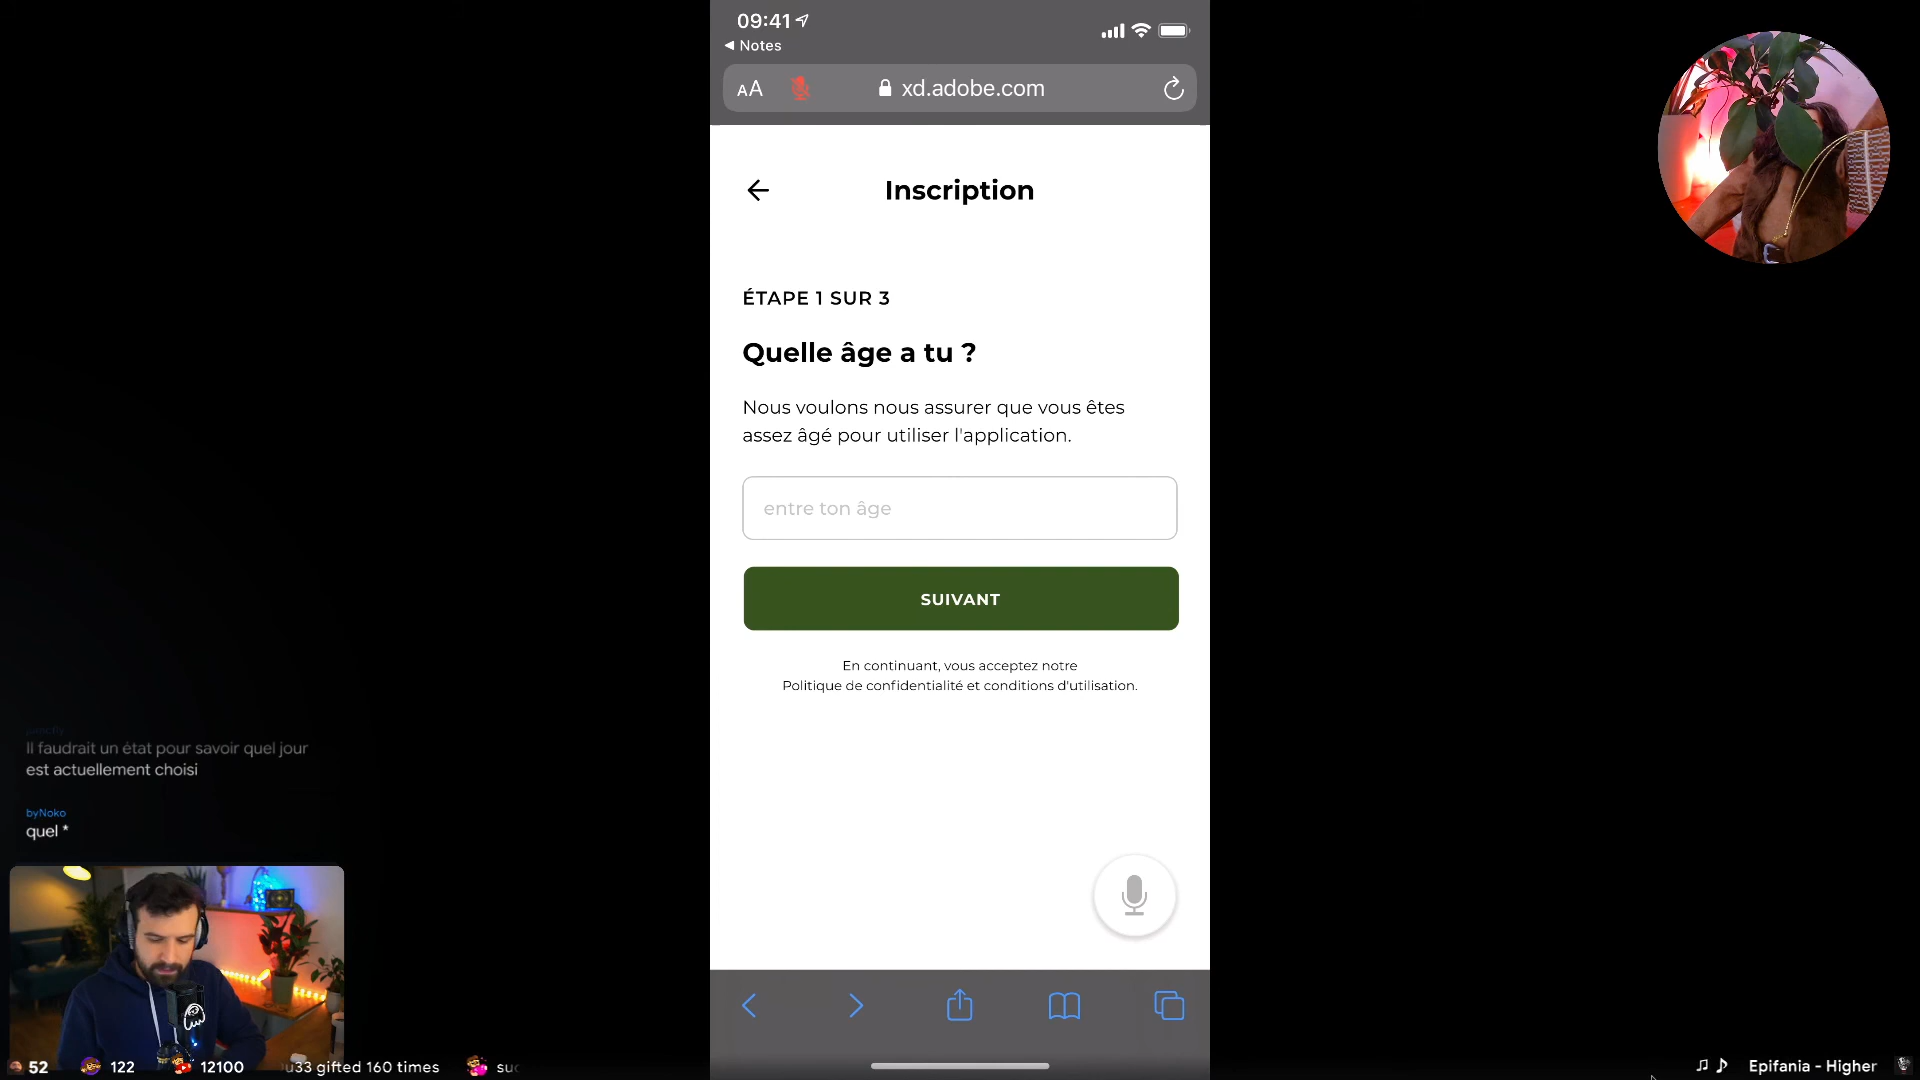 09:41
Notes
AA
xd.adobe.com
Inscription
ÉTAPE 1 SUR 3
Quelle âge a tu ?
Nous voulons nous assurer que vous êtes
assez âgé pour utiliser l'application.
entre ton âge
SUIVANT
En continuant, vous acceptez notre
Politique de confidentialité et conditions d'utilisation.
Il faudrait un état pour savoir quel jour
est actuellement choisi
byNoko
quel *
52
122
12100
u33 gifted 160 times
Epifania - Higher